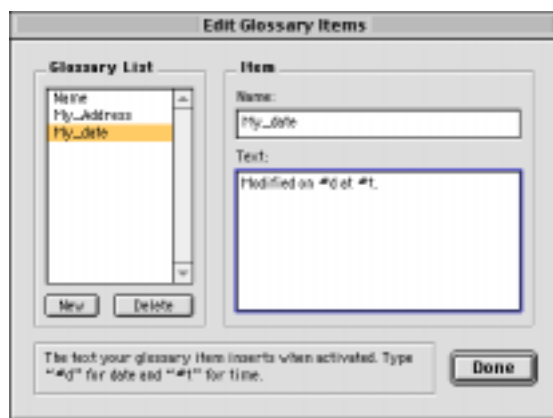 Edit Glossary Items
Glossary List
Name
My_Address
My_date
New
Delete
Item
Name:
My_date
Text:
Modified on #d at #t.
The text your glossary item inserts when activated. Type
"#d" for date and "#t" for time.
Done